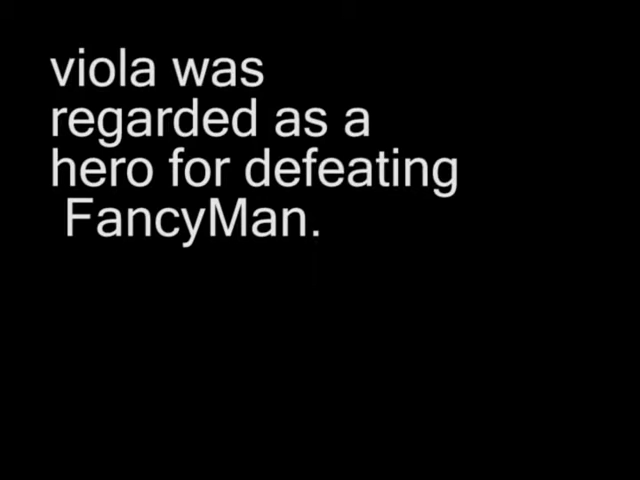 viola was
regarded as a
hero for defeating
FancyMan.